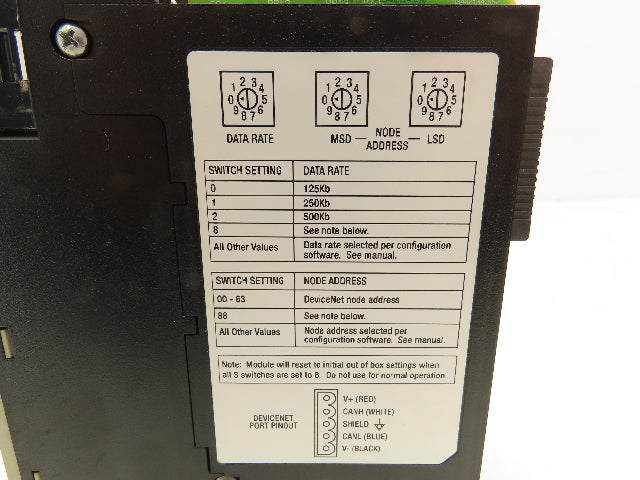 1 2 3 4
0 5
9 8 7 6
1 2 3 4
0 5
9 8 7 6
1 2 3 4
0 5
9 8 7 6
DATA RATE MSD — NODE ADDRESS — LSD
SWITCH SETTING DATA RATE
0 125Kb
1 250Kb
2 500Kb
8 See note below.
All Other Values Data rate selected per configuration
software. See manual.
SWITCH SETTING NODE ADDRESS
00 - 63 DeviceNet node address
88 See note below.
All Other Values Node address selected per
configuration software. See manual.
Note: Module will reset to initial out of box settings when
all 3 switches are set to 8. Do not use for normal operation.
DEVICENET
PORT PINOUT
V+ (RED)
CANH (WHITE)
SHIELD
CANL (BLUE)
V- (BLACK)